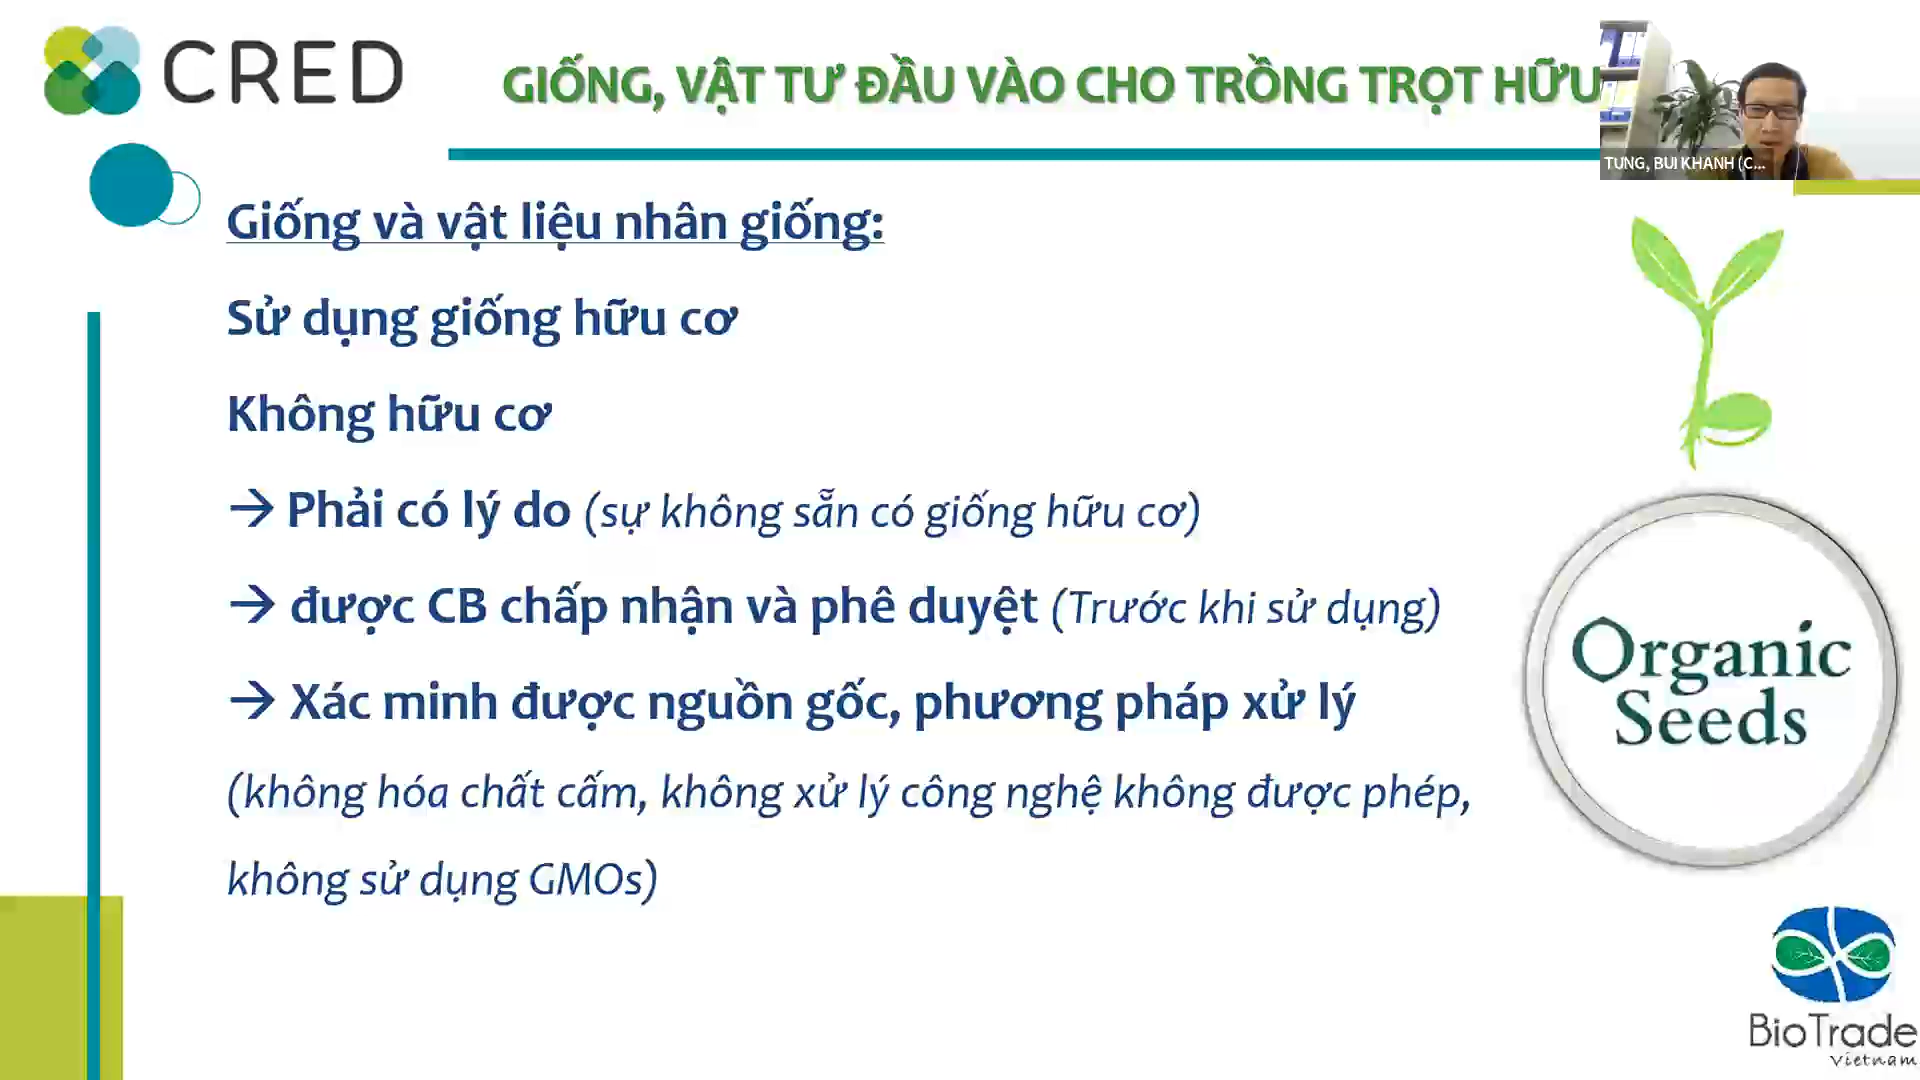 CRED
GIỐNG, VẬT TƯ ĐẦU VÀO CHO TRỒNG TRỌT HỮU
TUNG, BUI KHANH (C...
Giống và vật liệu nhân giống:
Sử dụng giống hữu cơ
Không hữu cơ
→ Phải có lý do (sự không sẵn có giống hữu cơ)
→ được CB chấp nhận và phê duyệt (Trước khi sử dụng)
→ Xác minh được nguồn gốc, phương pháp xử lý
(không hóa chất cấm, không xử lý công nghệ không được phép,
không sử dụng GMOs)
Organic
Seeds
BioTrade
Vietnam